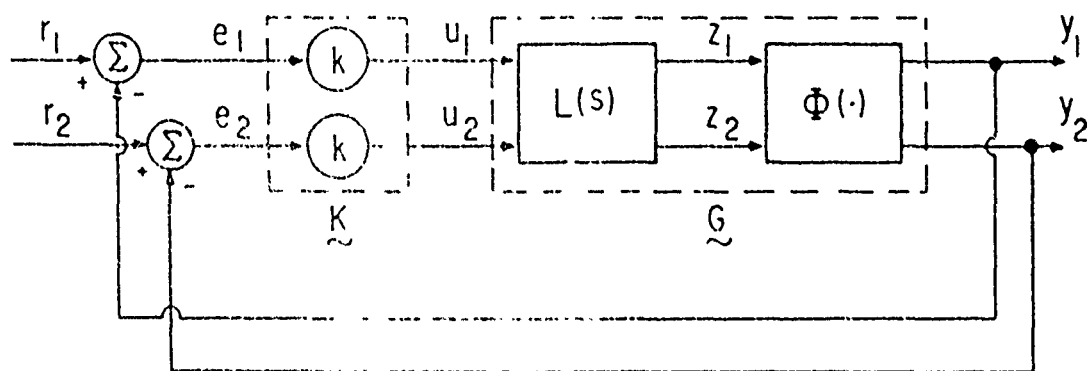 r1 Σ + - e1 k u1 L(s) z1 Φ(·) y1
r2 Σ + - e2 k u2 z2 y2
K G